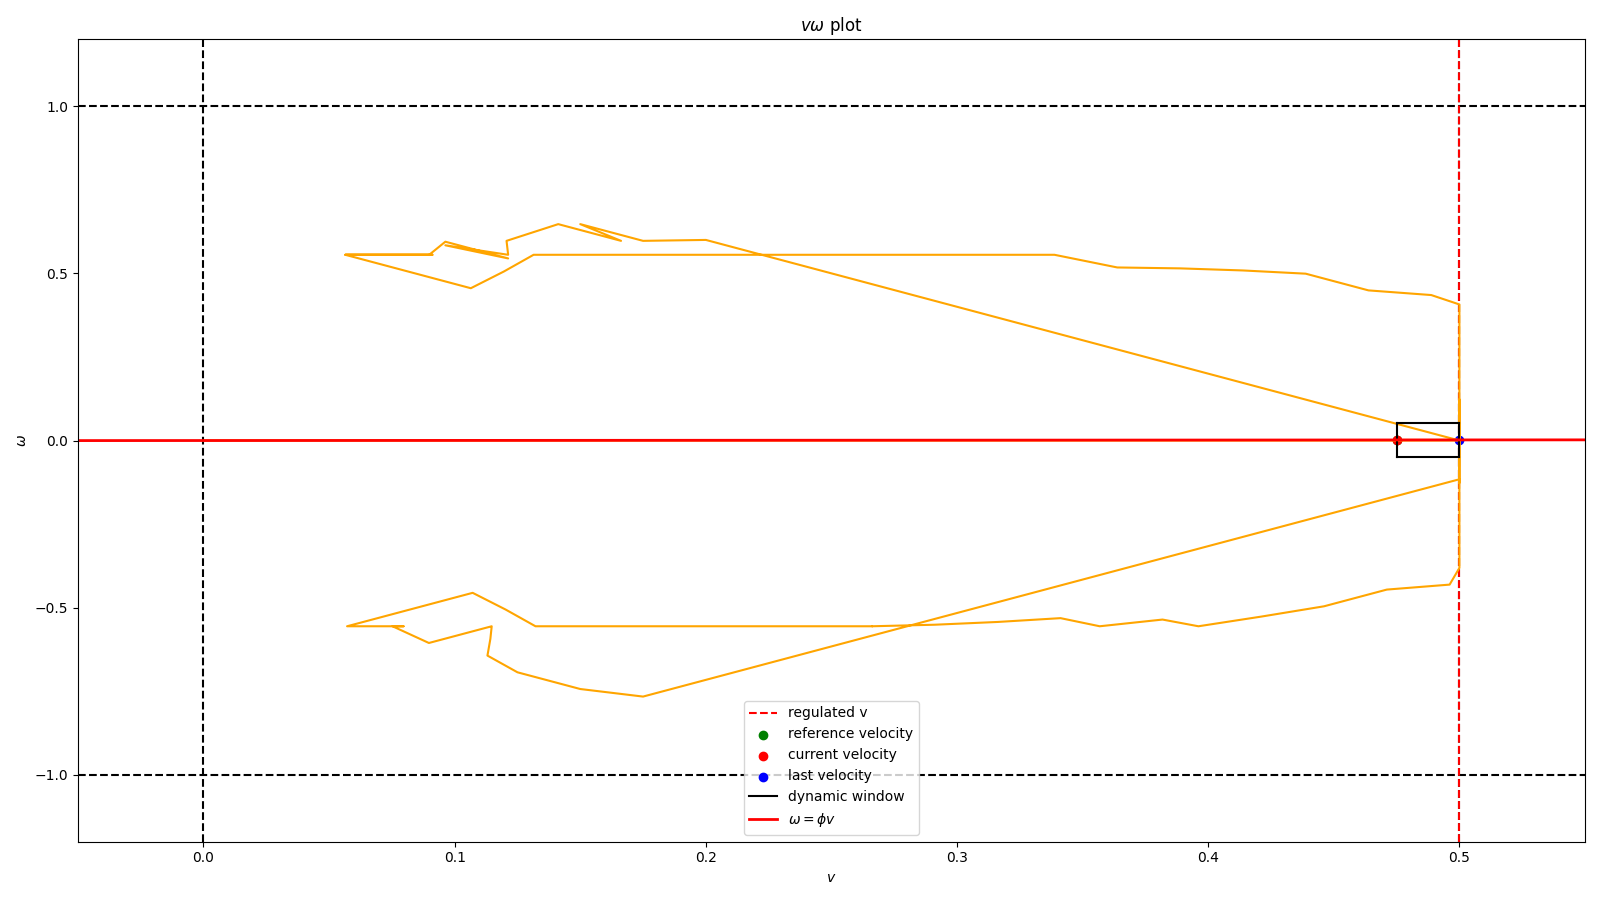 vω plot
1.0
0.5
0.0
−0.5
−1.0
ω
0.0 0.1 0.2 0.3 0.4 0.5
v
regulated v
reference velocity
current velocity
last velocity
dynamic window
ω = ϕv